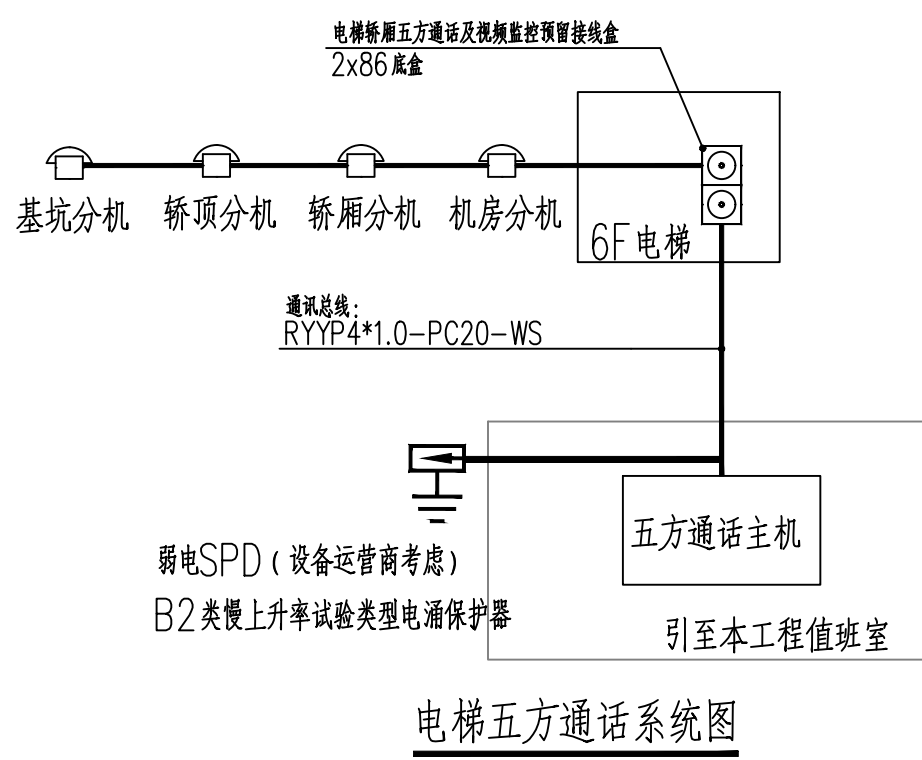 电梯轿厢五方通话及视频监控预留接线盒
2x86底盒
基坑分机
轿顶分机
轿厢分机
机房分机
6F电梯
通讯总线:
RYYP4*1.0-PC20-WS
五方通话主机
弱电SPD(设备运营商考虑)
B2类慢上升率试验类型电涌保护器
引至本工程值班室
电梯五方通话系统图